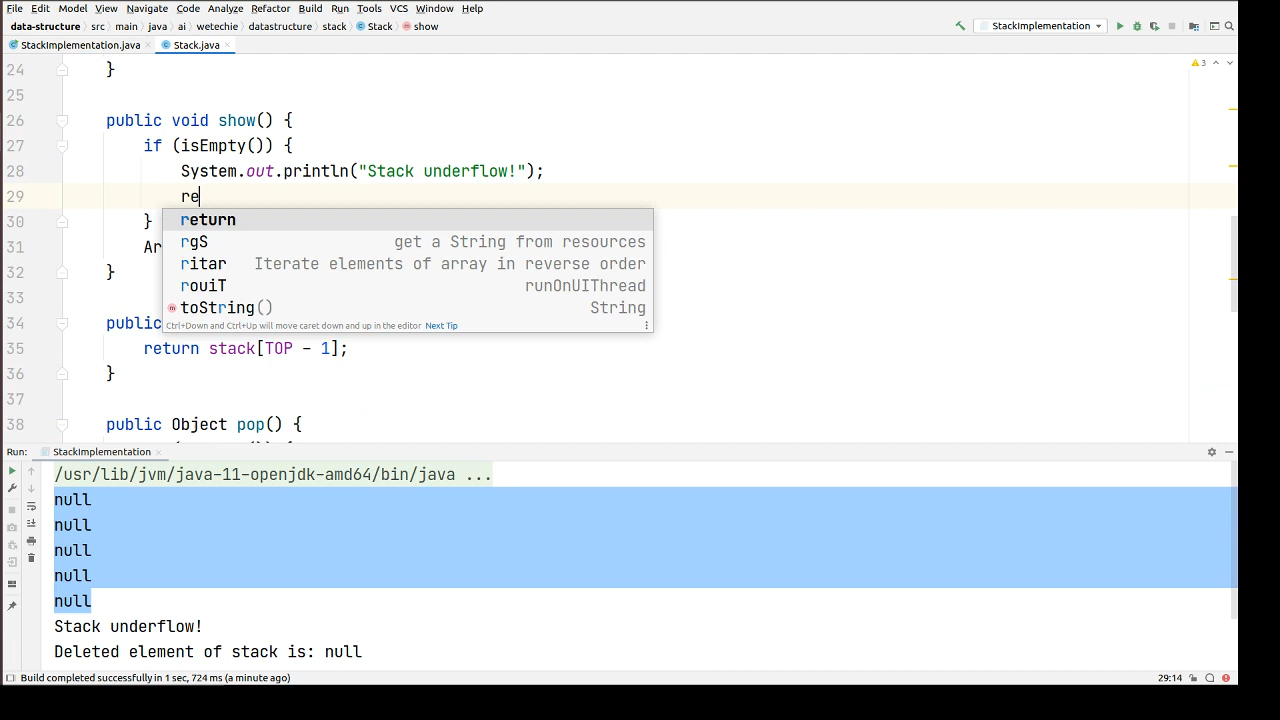 File Edit Model View Navigate Code Analyze Refactor Build Run Tools VCS Window Help
data-structure src main java ai wetechie datastructure stack Stack show StackImplementation
StackImplementation.java Stack.java
24 }
3
25
26 public void show() {
27 if (isEmpty()) {
28 System.out.println("Stack underflow!");
29 re
30 }
return
31 Ar
rgS get a String from resources
ritar Iterate elements of array in reverse order
32 }
rouiT runOnUIThread
33
toString() String
34 public
Ctrl+Down and Ctrl+Up will move caret down and up in the editor Next Tip
35 return stack[TOP - 1];
36 }
37
38 public Object pop() {
Run: StackImplementation
/usr/lib/jvm/java-11-openjdk-amd64/bin/java ...
null
null
null
null
null
Stack underflow!
Deleted element of stack is: null
Build completed successfully in 1 sec, 724 ms (a minute ago) 29:14